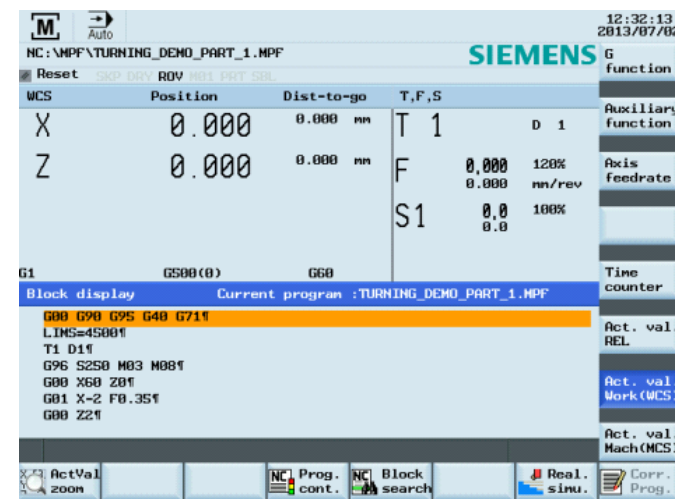 M
Auto
12:32:13
2013/07/02
NC:\MPF\TURNING_DEMO_PART_1.MPF
SIEMENS
G
function
Reset SKP DRY ROV M01 PRT SBL
WCS Position Dist-to-go T,F,S
Auxiliary
function
X 0.000 0.000 mm T 1 D 1
Z 0.000 0.000 mm F 0,000 120%
0.000 mm/rev
Axis
feedrate
S1 0,0 100%
0.0
G1 G500(0) G60
Time
counter
Block display Current program :TURNING_DEMO_PART_1.MPF
G00 G90 G95 G40 G71¶
LIMS=4500¶
T1 D1¶
G96 S250 M03 M08¶
G00 X60 Z0¶
G01 X-2 F0.35¶
G00 Z2¶
Act. val.
REL
Act. val.
Work(WCS)
Act. val.
Mach(MCS)
ActVal
zoom
NC Prog.
cont.
NC Block
search
Real.
simu.
Corr.
Prog.